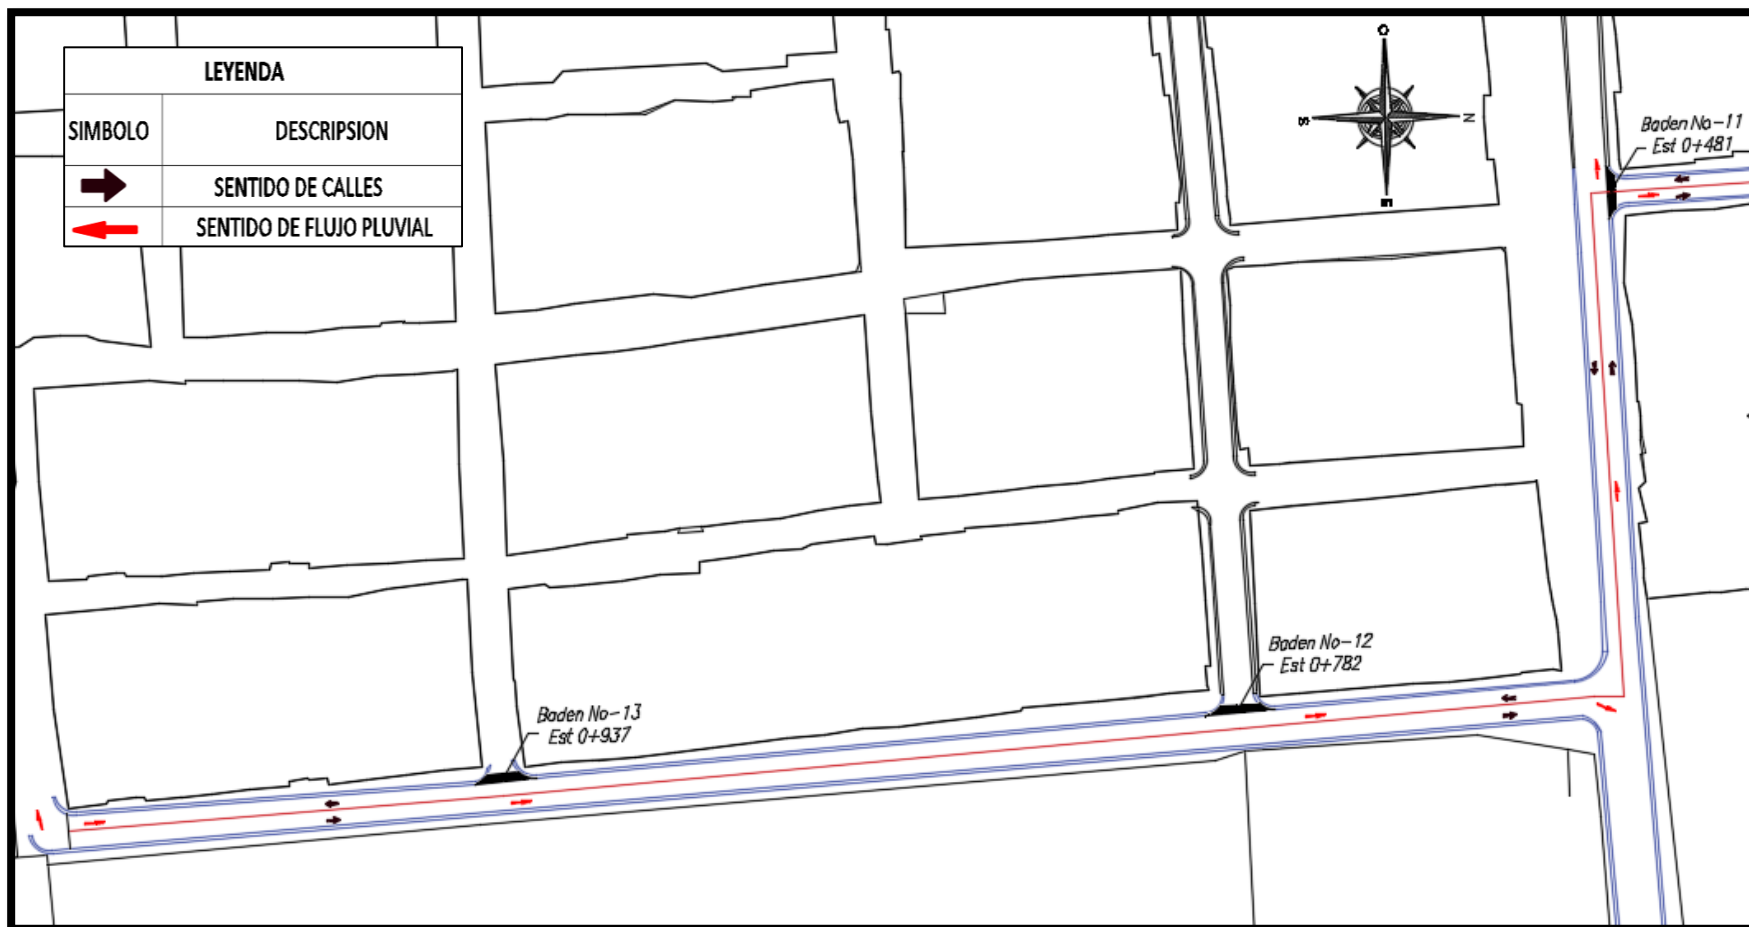 LEYENDA
SIMBOLO DESCRIPSION
SENTIDO DE CALLES
SENTIDO DE FLUJO PLUVIAL
O
S
N
E
Baden No-11
Est 0+481
Baden No-12
Est 0+782
Baden No-13
Est 0+937